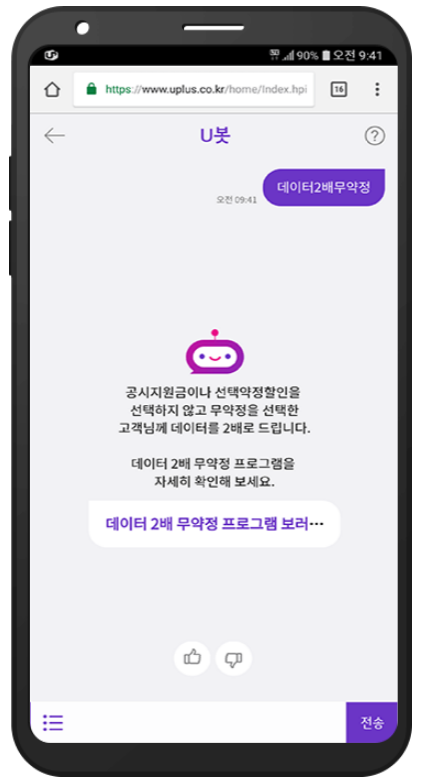 90% 오전 9:41
https://www.uplus.co.kr/home/Index.hpi
16
U봇
?
데이터2배무약정
오전 09:41
공시지원금이나 선택약정할인을
선택하지 않고 무약정을 선택한
고객님께 데이터를 2배로 드립니다.
데이터 2배 무약정 프로그램을
자세히 확인해 보세요.
데이터 2배 무약정 프로그램 보러⋯
전송